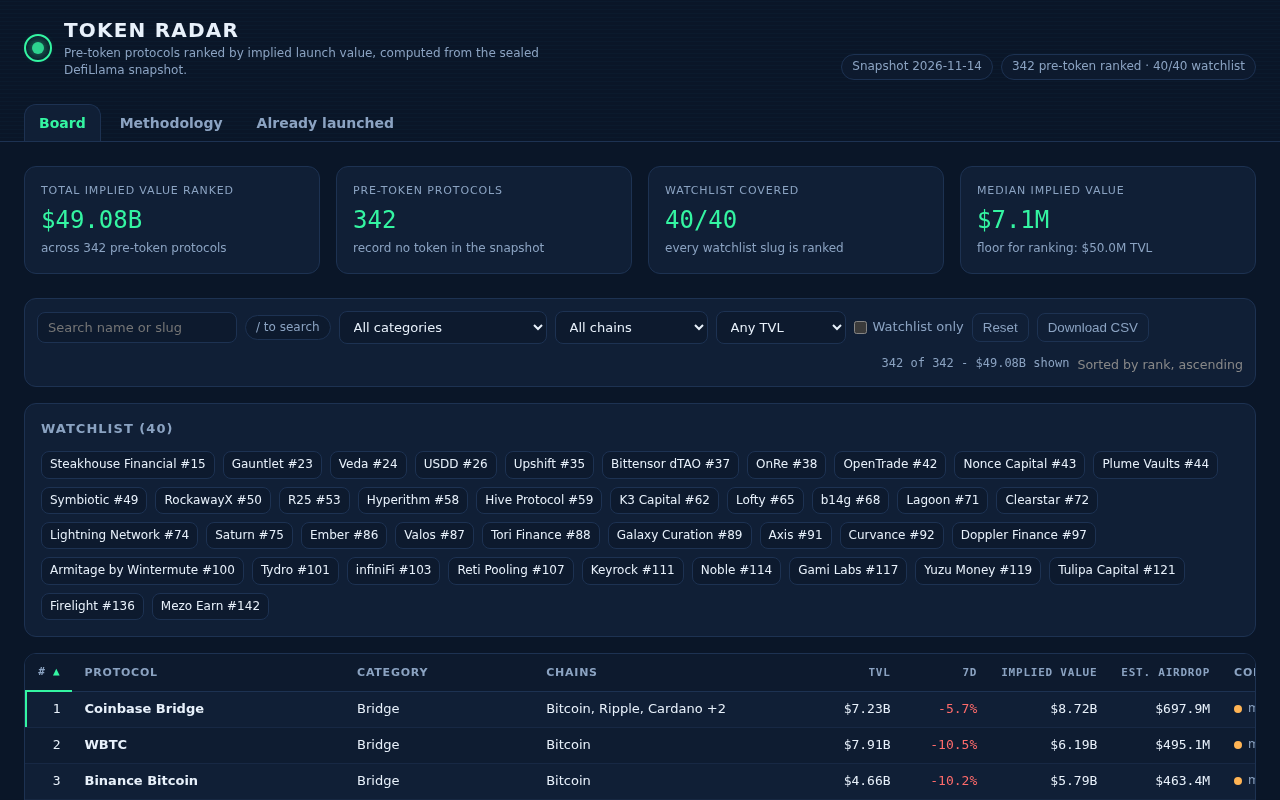 TOKEN RADAR
Pre-token protocols ranked by implied launch value, computed from the sealed
DefiLlama snapshot.
Snapshot 2026-11-14
342 pre-token ranked · 40/40 watchlist
Board
Methodology
Already launched
TOTAL IMPLIED VALUE RANKED
$49.08B
across 342 pre-token protocols
PRE-TOKEN PROTOCOLS
342
record no token in the snapshot
WATCHLIST COVERED
40/40
every watchlist slug is ranked
MEDIAN IMPLIED VALUE
$7.1M
floor for ranking: $50.0M TVL
Search name or slug
/ to search
All categories
All chains
Any TVL
Watchlist only
Reset
Download CSV
342 of 342 - $49.08B shown
Sorted by rank, ascending
WATCHLIST (40)
Steakhouse Financial #15 Gauntlet #23 Veda #24 USDD #26 Upshift #35 Bittensor dTAO #37 OnRe #38 OpenTrade #42 Nonce Capital #43 Plume Vaults #44
Symbiotic #49 RockawayX #50 R25 #53 Hyperithm #58 Hive Protocol #59 K3 Capital #62 Lofty #65 b14g #68 Lagoon #71 Clearstar #72
Lightning Network #74 Saturn #75 Ember #86 Valos #87 Tori Finance #88 Galaxy Curation #89 Axis #91 Curvance #92 Doppler Finance #97
Armitage by Wintermute #100 Tydro #101 infiniFi #103 Reti Pooling #107 Keyrock #111 Noble #114 Gami Labs #117 Yuzu Money #119 Tulipa Capital #121
Firelight #136 Mezo Earn #142
# ▲ PROTOCOL CATEGORY CHAINS TVL 7D IMPLIED VALUE EST. AIRDROP
1 Coinbase Bridge Bridge Bitcoin, Ripple, Cardano +2 $7.23B -5.7% $8.72B $697.9M
2 WBTC Bridge Bitcoin $7.91B -10.5% $6.19B $495.1M
3 Binance Bitcoin Bridge Bitcoin $4.66B -10.2% $5.79B $463.4M